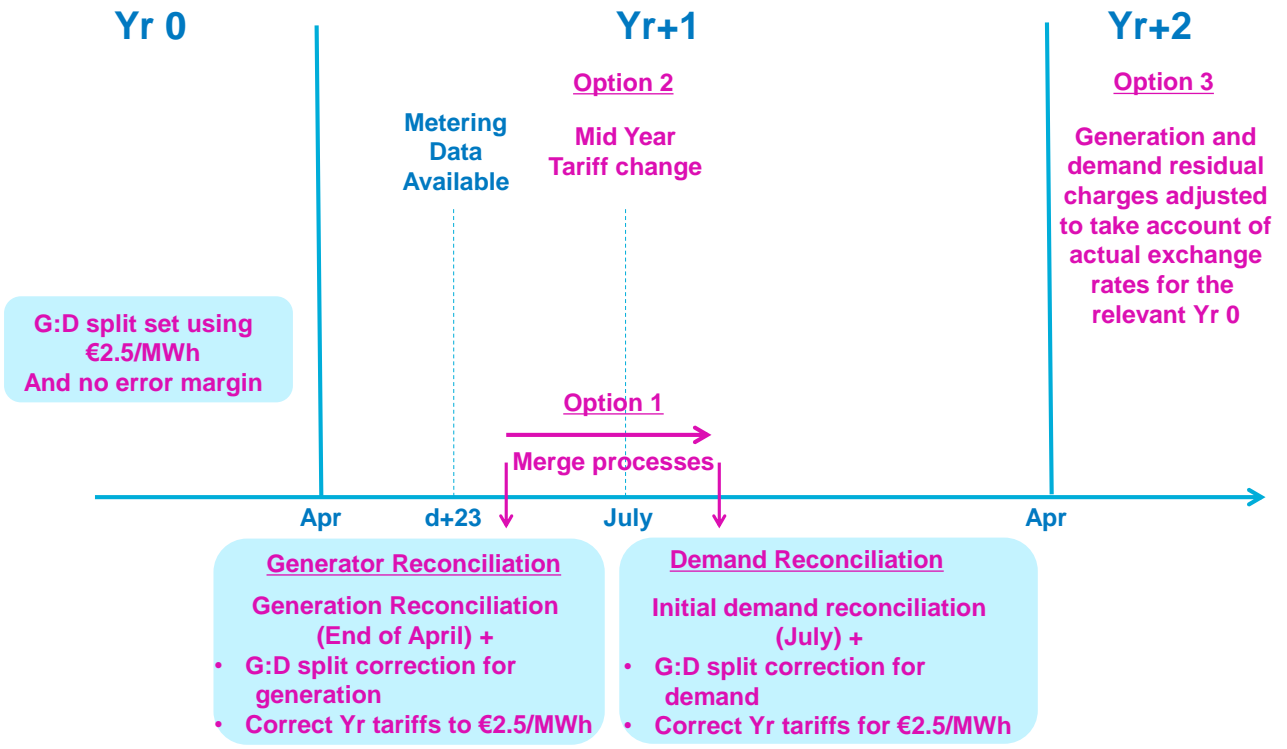 Yr 0
Yr+1
Yr+2
Option 2
Mid Year
Tariff change
Metering
Data
Available
Option 3
Generation and
demand residual
charges adjusted
to take account of
actual exchange
rates for the
relevant Yr 0
G:D split set using
€2.5/MWh
And no error margin
Option 1
Merge processes
Apr
d+23
July
Apr
Generator Reconciliation
Generation Reconciliation
(End of April) +
• G:D split correction for
generation
• Correct Yr tariffs to €2.5/MWh
Demand Reconciliation
Initial demand reconciliation
(July) +
• G:D split correction for
demand
• Correct Yr tariffs for €2.5/MWh